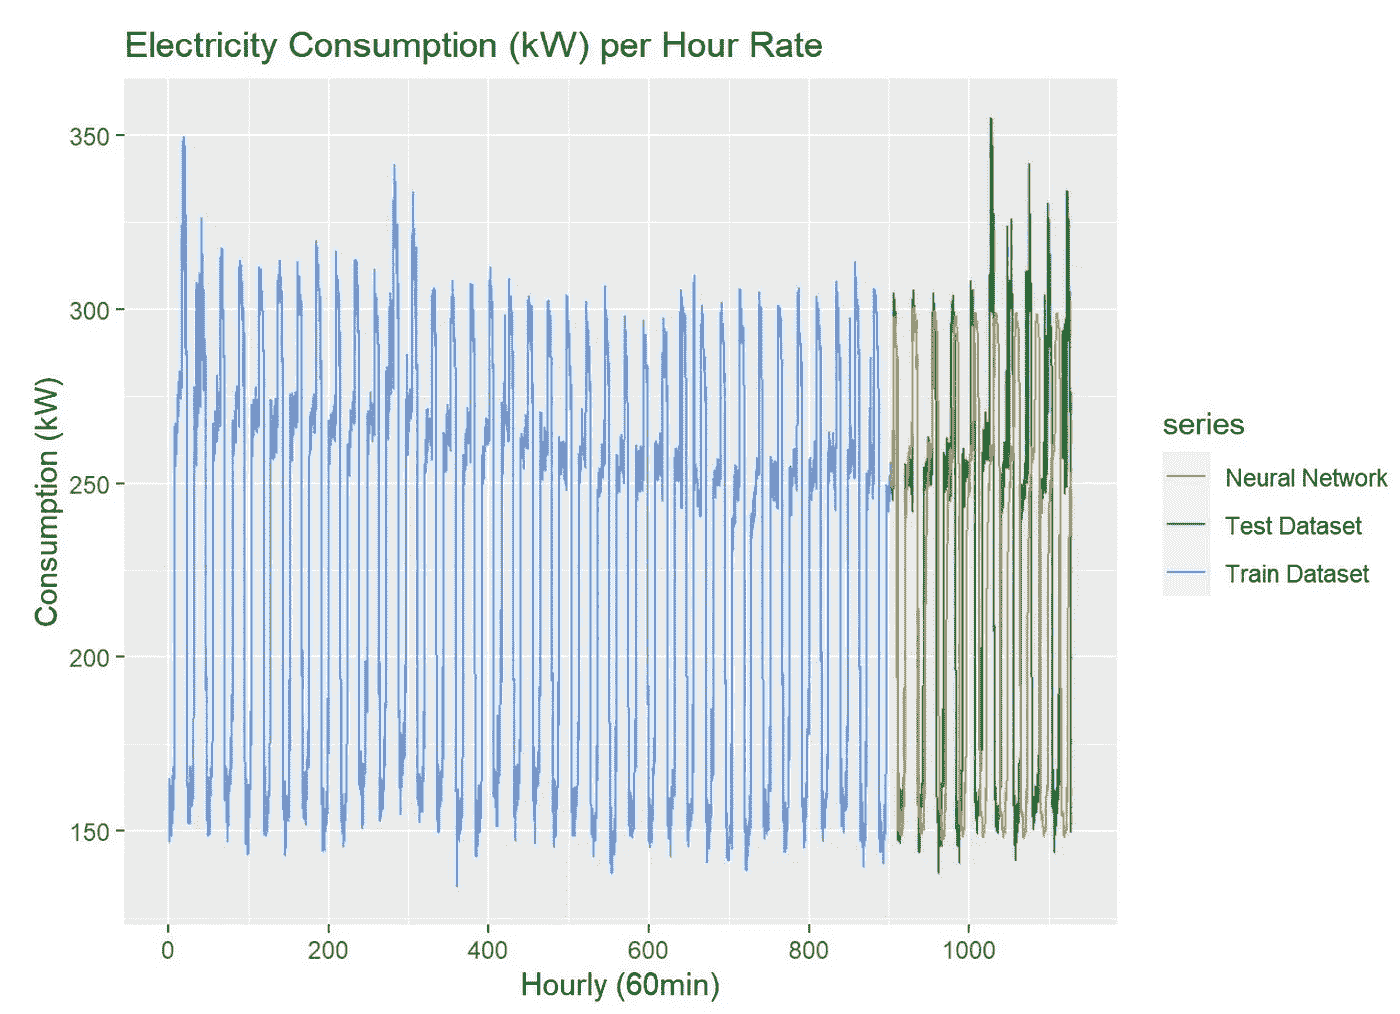 Electricity Consumption (kW) per Hour Rate
350
300
250
200
150
Consumption (kW)
0 200 400 600 800 1000
Hourly (60min)
series
Neural Network
Test Dataset
Train Dataset